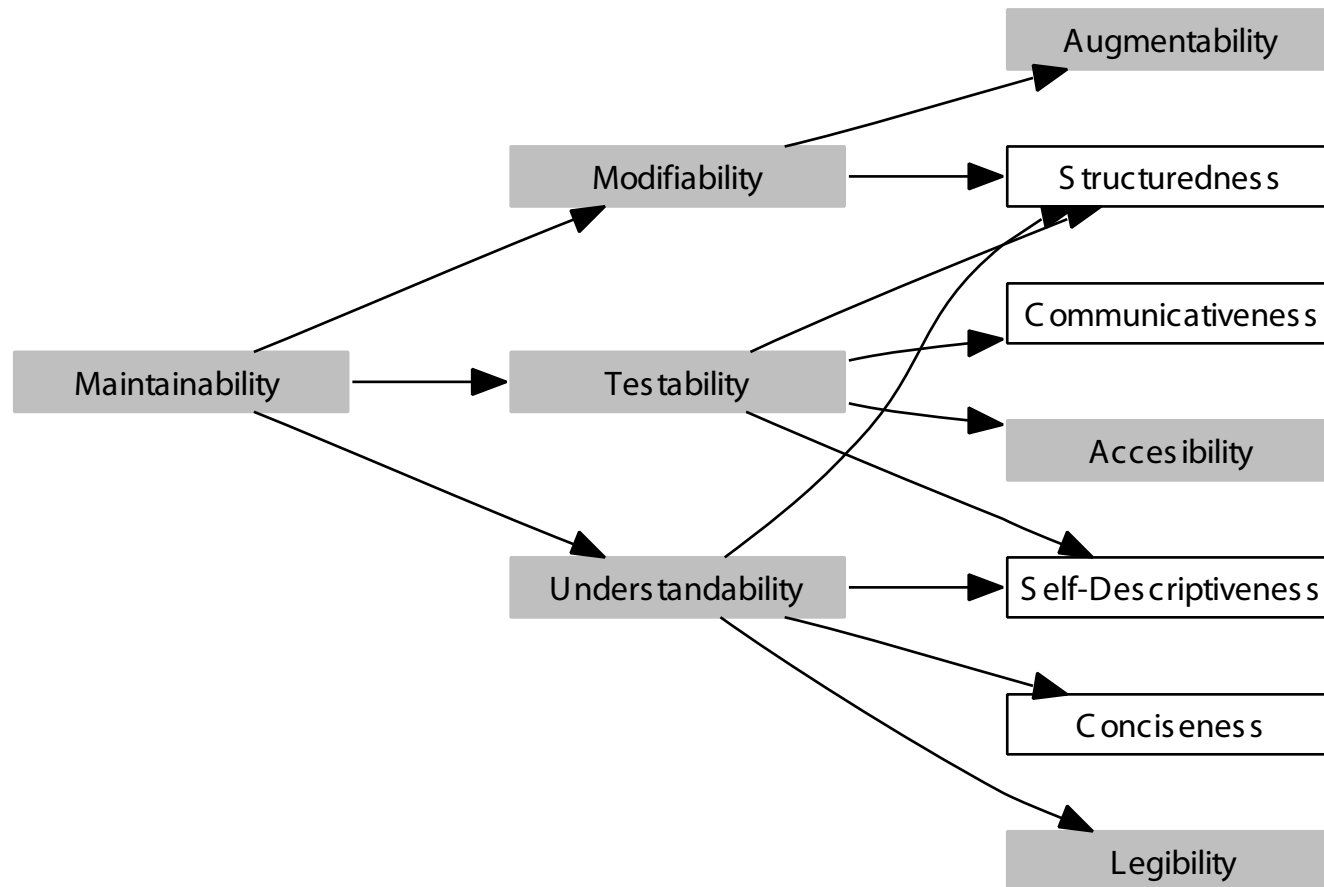 Augmentability
Modifiability
Structuredness
Communicativeness
Maintainability
Testability
Accesibility
Understandability
Self-Descriptiveness
Conciseness
Legibility